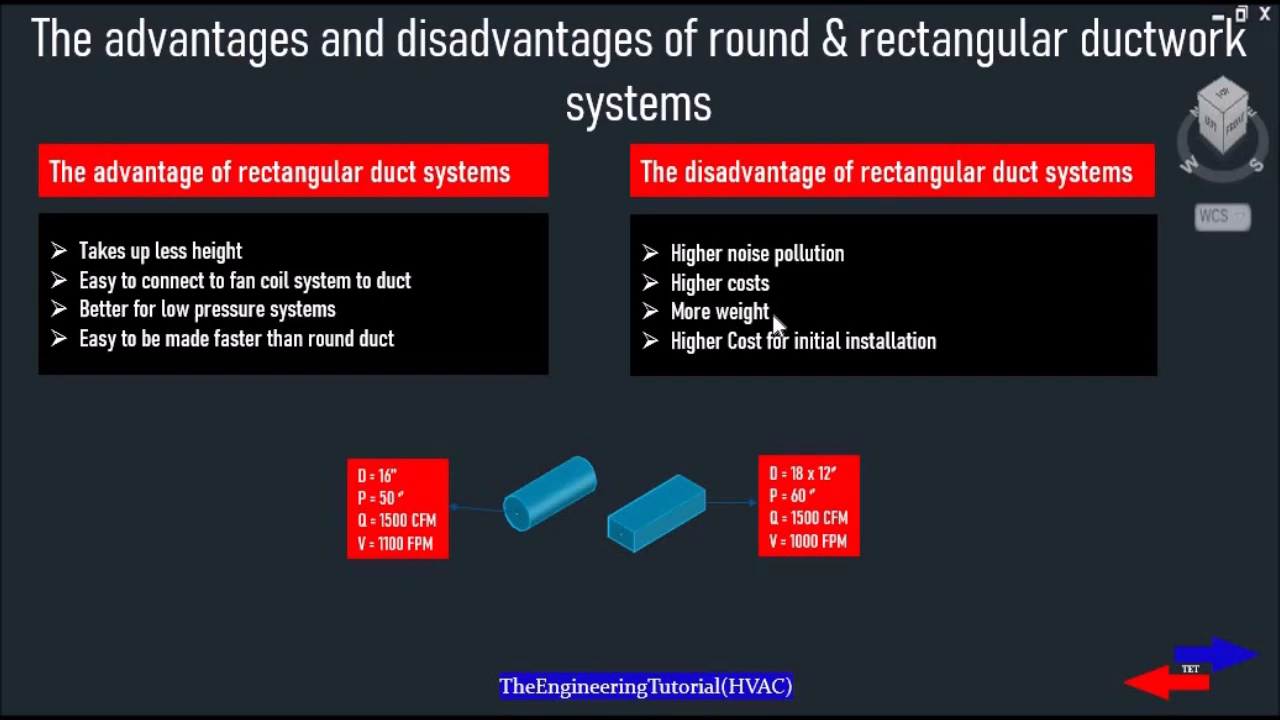 The advantages and disadvantages of round & rectangular ductwork
systems
The advantage of rectangular duct systems
Takes up less height
Easy to connect to fan coil system to duct
Better for low pressure systems
Easy to be made faster than round duct
The disadvantage of rectangular duct systems
Higher noise pollution
Higher costs
More weight
Higher Cost for initial installation
D = 16"
P = 50 "
Q = 1500 CFM
V = 1100 FPM
D = 18 x 12"
P = 60 "
Q = 1500 CFM
V = 1000 FPM
W
S
E
WCS
TET
TheEngineeringTutorial(HVAC)